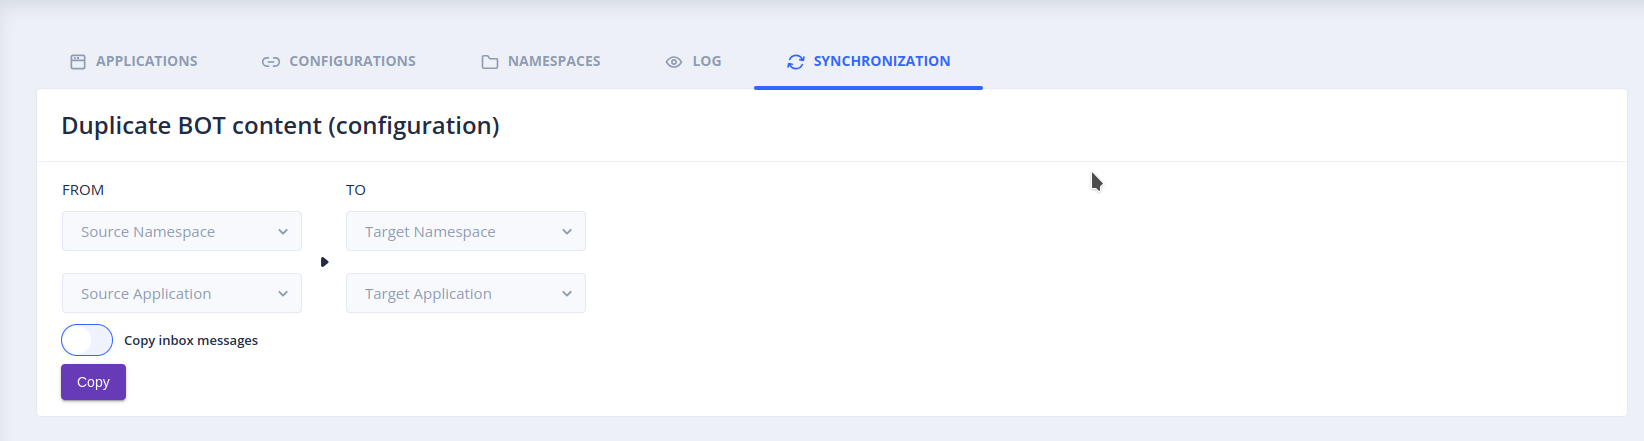 APPLICATIONS CONFIGURATIONS NAMESPACES LOG SYNCHRONIZATION
Duplicate BOT content (configuration)
FROM TO
Source Namespace Target Namespace
Source Application Target Application
Copy inbox messages
Copy